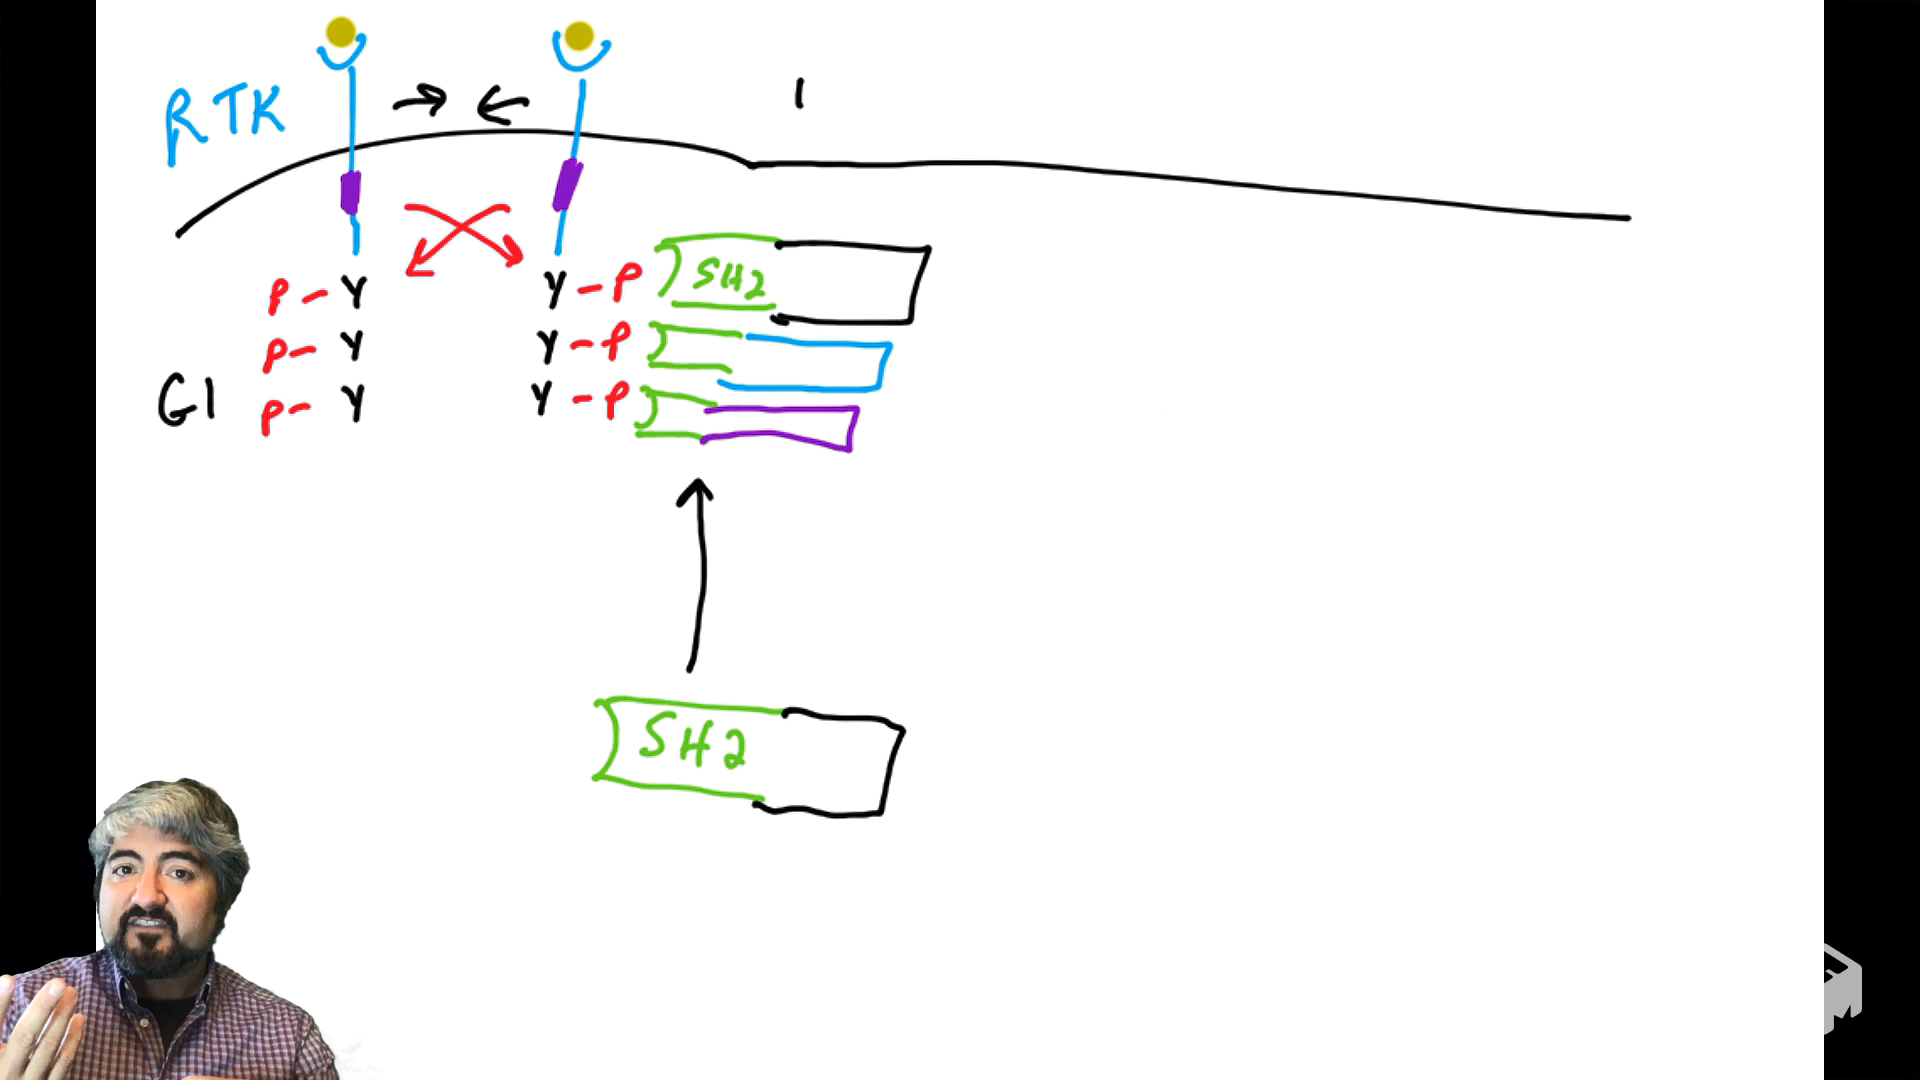 RTK
P-Y Y-P SH2
P-Y Y-P
G1 P-Y Y-P
SH2